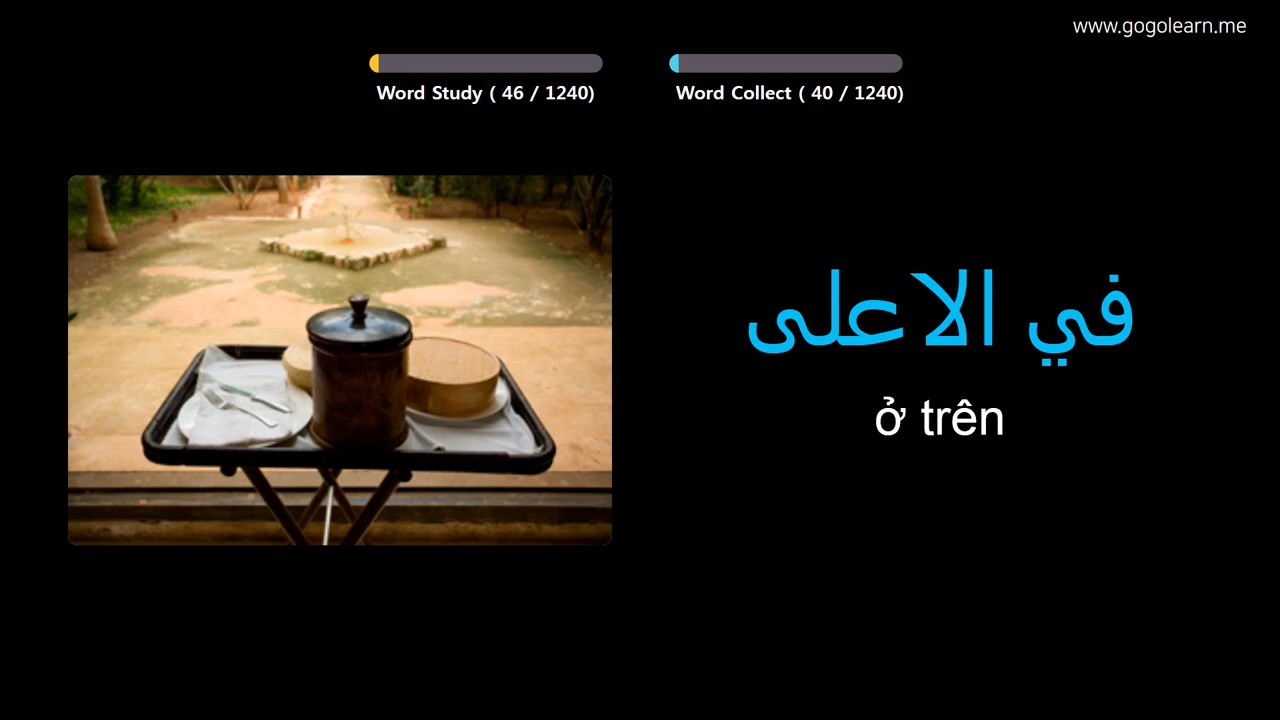 www.gogolearn.me
Word Study ( 46 / 1240)
Word Collect ( 40 / 1240)
في الاعلى
ở trên